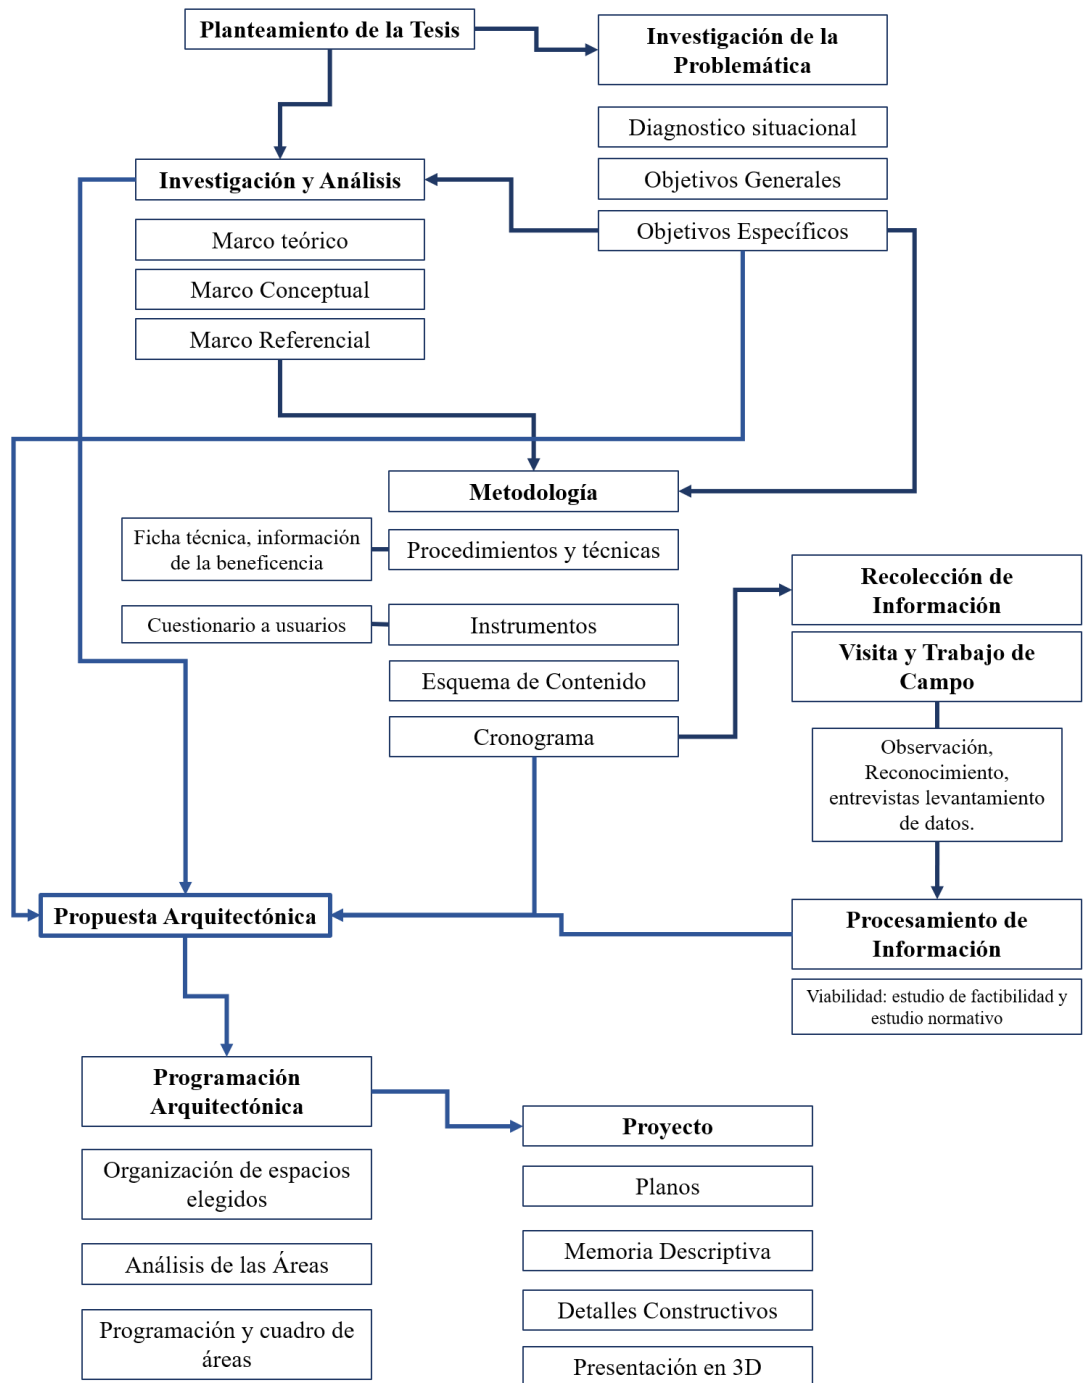 Planteamiento de la Tesis
Investigación de la
Problemática
Diagnostico situacional
Objetivos Generales
Objetivos Específicos
Investigación y Análisis
Marco teórico
Marco Conceptual
Marco Referencial
Metodología
Ficha técnica, información
de la beneficencia
Procedimientos y técnicas
Cuestionario a usuarios
Instrumentos
Esquema de Contenido
Cronograma
Recolección de
Información
Visita y Trabajo de
Campo
Observación,
Reconocimiento,
entrevistas levantamiento
de datos.
Propuesta Arquitectónica
Procesamiento de
Información
Viabilidad: estudio de factibilidad y
estudio normativo
Programación
Arquitectónica
Organización de espacios
elegidos
Análisis de las Áreas
Programación y cuadro de
áreas
Proyecto
Planos
Memoria Descriptiva
Detalles Constructivos
Presentación en 3D